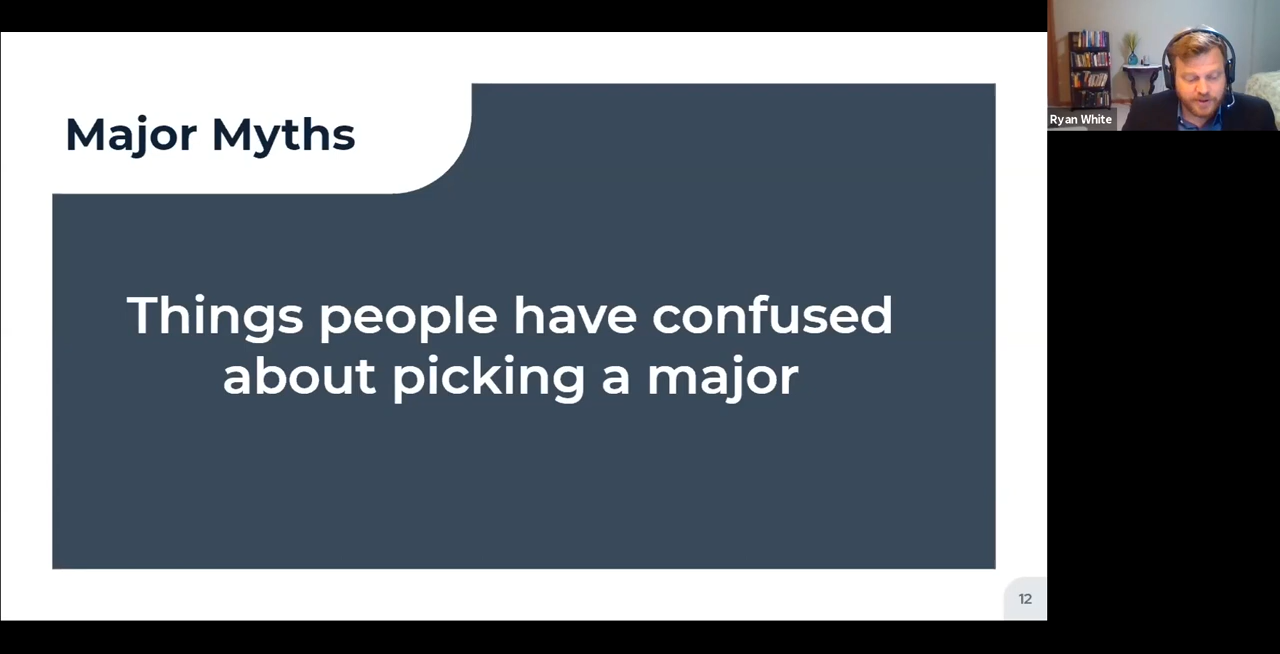 Major Myths
Things people have confused
about picking a major
12
Ryan White